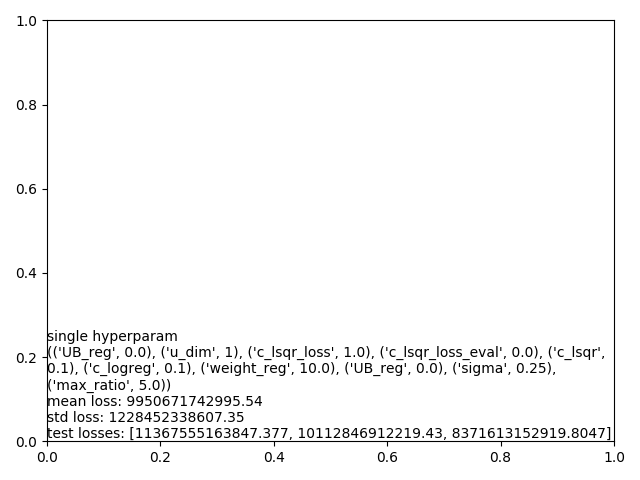 1.0
0.8
0.6
0.4
0.2
0.0
single hyperparam
(('UB_reg', 0.0), ('u_dim', 1), ('c_lsqr_loss', 1.0), ('c_lsqr_loss_eval', 0.0), ('c_lsqr',
0.1), ('c_logreg', 0.1), ('weight_reg', 10.0), ('UB_reg', 0.0), ('sigma', 0.25),
('max_ratio', 5.0))
mean loss: 9950671742995.54
std loss: 1228452338607.35
test losses: [11367555163847.377, 10112846912219.43, 8371613152919.8047]
0.0 0.2 0.4 0.6 0.8 1.0